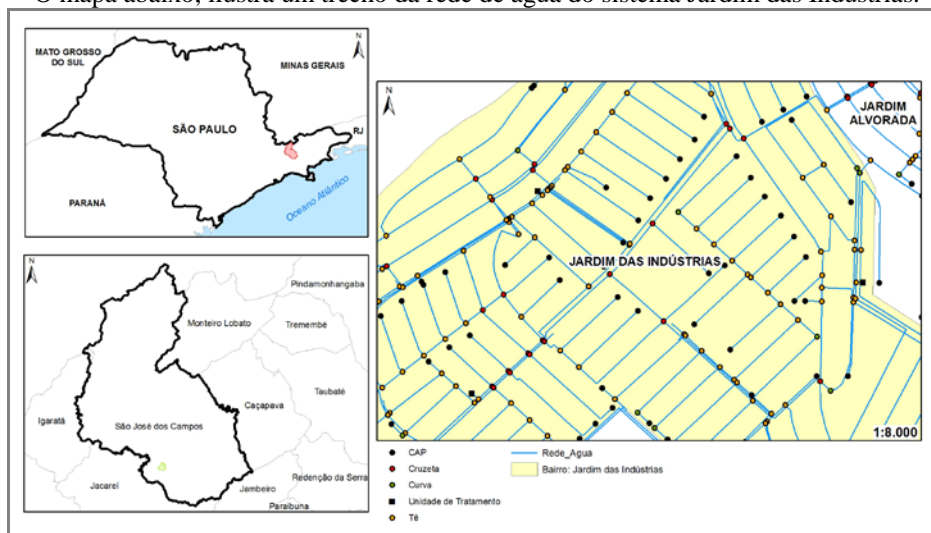 O mapa abaixo, ilustra um trecho da rede de água do sistema Jardim das Indústrias.
N
MATO GROSSO
DO SUL
MINAS GERAIS
SÃO PAULO
RJ
PARANÁ
Oceano Atlântico
N
Pindamonhangaba
Monteiro Lobato
Tremembé
Taubaté
Igaratá
Caçapava
São José dos Campos
Redenção da Serra
Jacareí
Jambeiro
Paraibuna
N
JARDIM
ALVORADA
JARDIM DAS INDÚSTRIAS
1:8.000
CAP
Cruzeta
Curva
Unidade de Tratamento
Tê
Rede_Agua
Bairro: Jardim das Indústrias